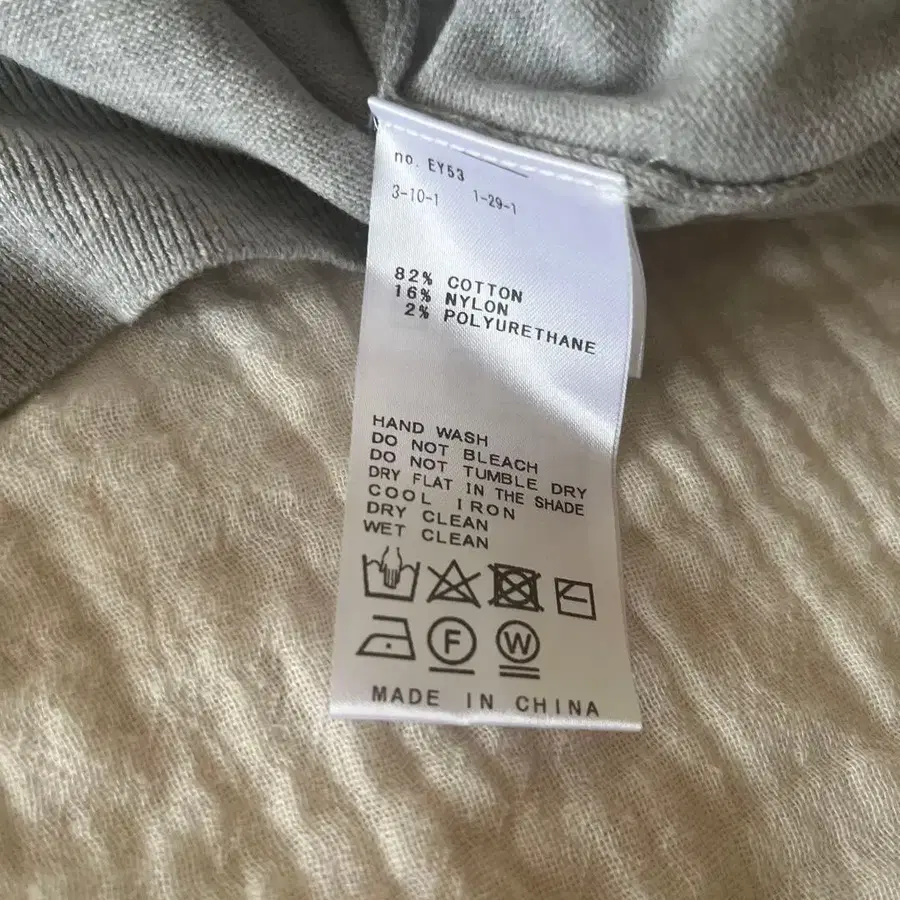 no. EY53
3-10-1 1-29-1
82% COTTON
16% NYLON
2% POLYURETHANE
HAND WASH
DO NOT BLEACH
DO NOT TUMBLE DRY
DRY FLAT IN THE SHADE
COOL IRON
DRY CLEAN
WET CLEAN
F W
MADE IN CHINA